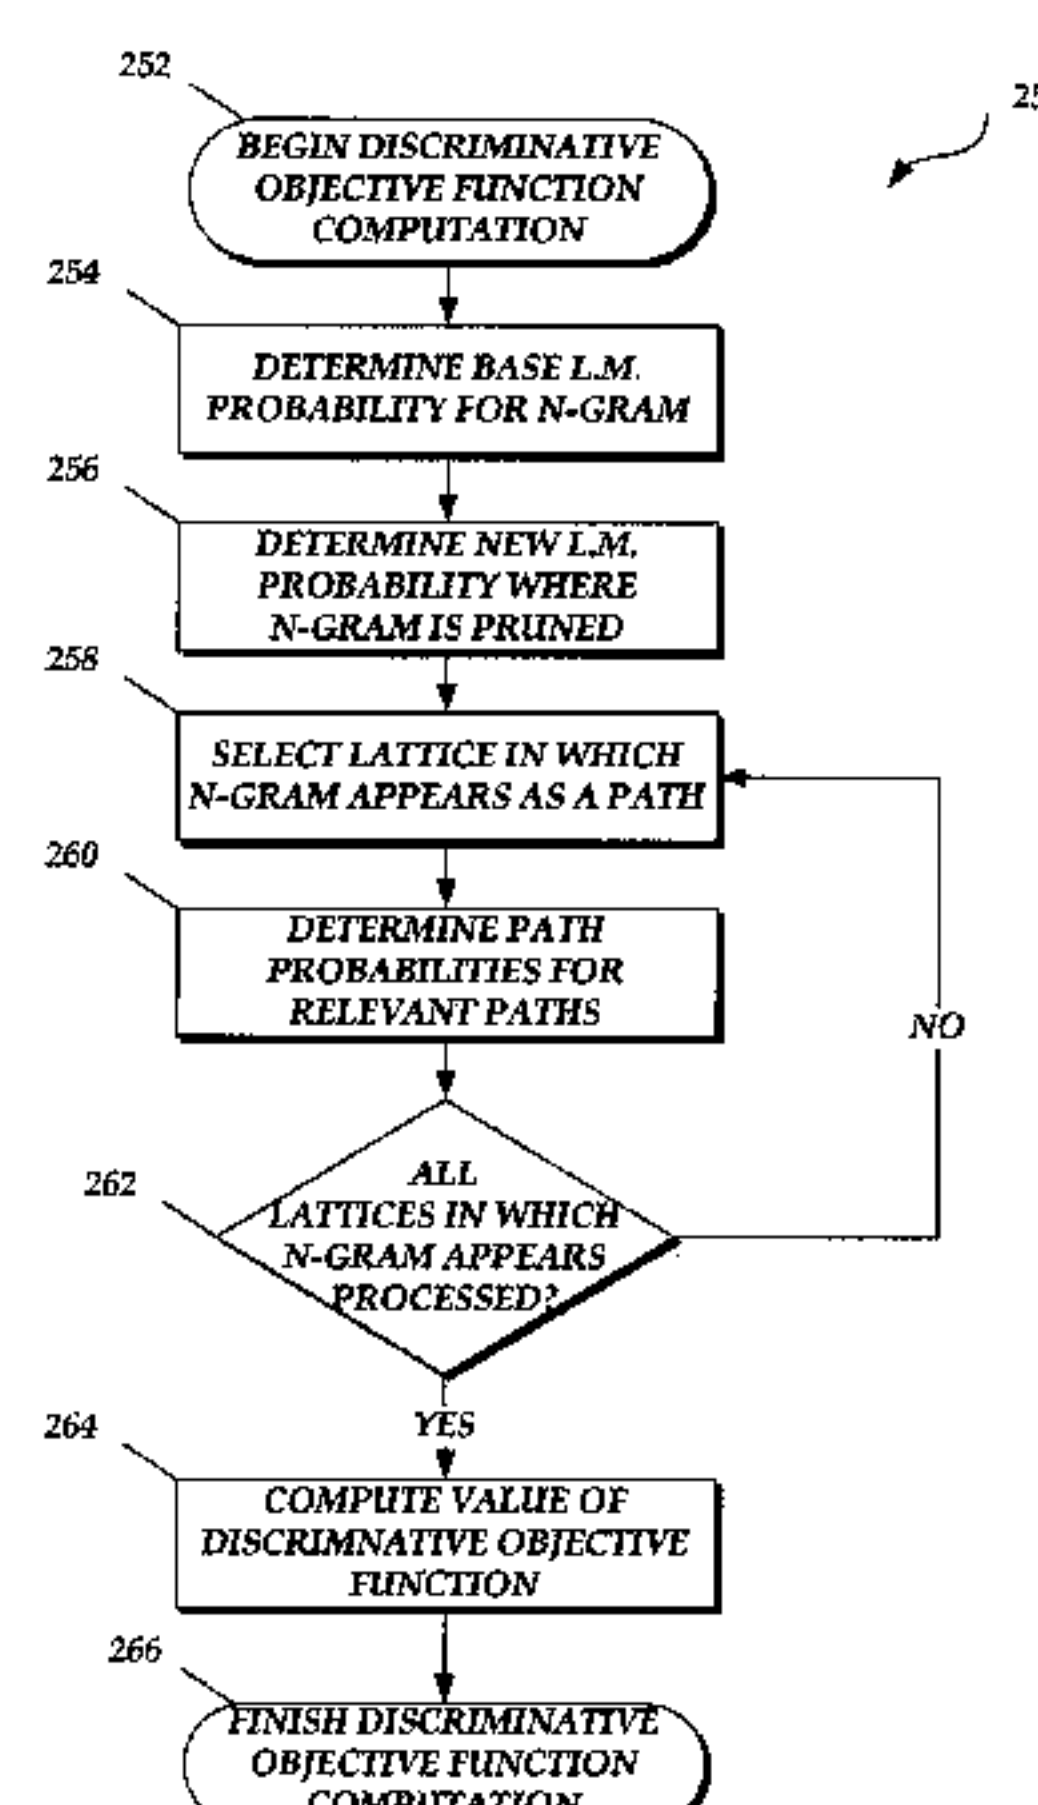 252
BEGIN DISCRIMINATIVE
OBJECTIVE FUNCTION
COMPUTATION
254
DETERMINE BASE L.M.
PROBABILITY FOR N-GRAM
256
DETERMINE NEW L.M.
PROBABILITY WHERE
N-GRAM IS PRUNED
258
SELECT LATTICE IN WHICH
N-GRAM APPEARS AS A PATH
260
DETERMINE PATH
PROBABILITIES FOR
RELEVANT PATHS
NO
262
ALL
LATTICES IN WHICH
N-GRAM APPEARS
PROCESSED?
YES
264
COMPUTE VALUE OF
DISCRIMNATIVE OBJECTIVE
FUNCTION
266
FINISH DISCRIMINATIVE
OBJECTIVE FUNCTION
COMPUTATION